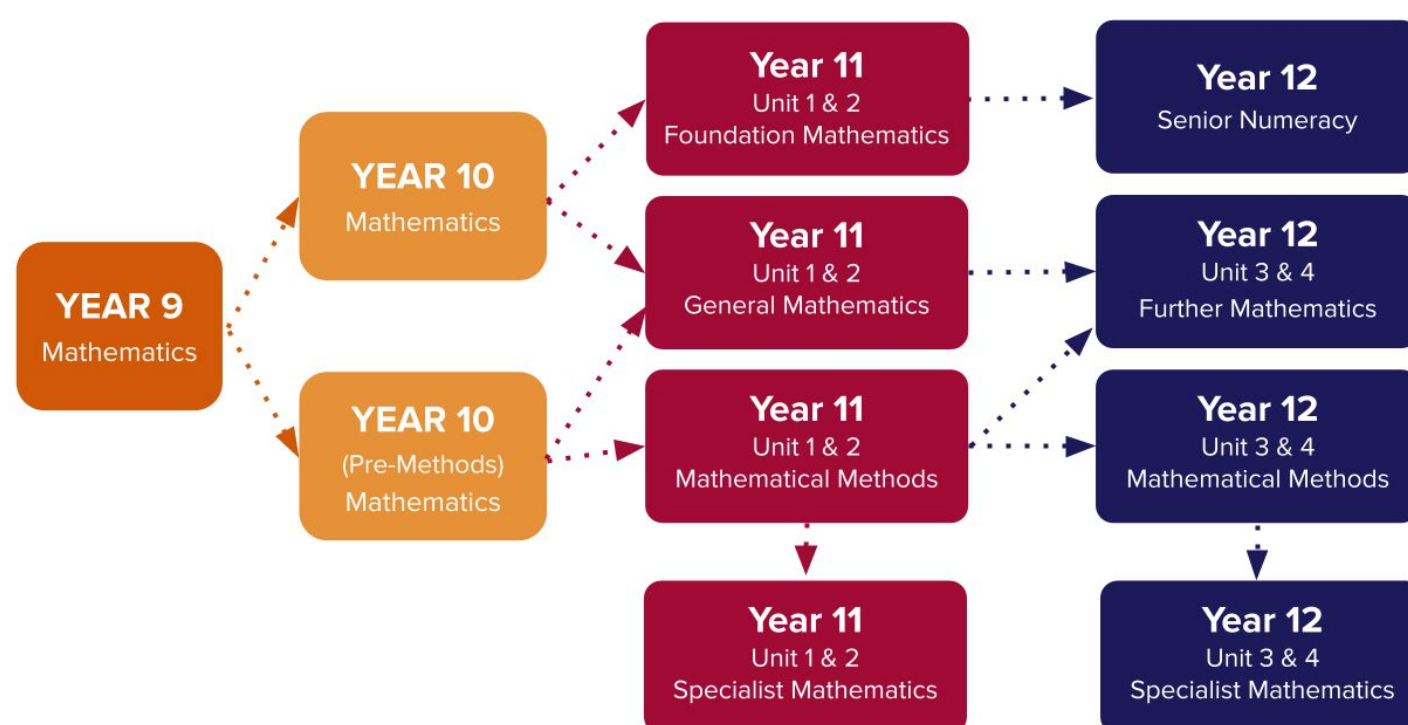 YEAR 9
Mathematics
YEAR 10
Mathematics
YEAR 10
(Pre-Methods)
Mathematics
Year 11
Unit 1 & 2
Foundation Mathematics
Year 11
Unit 1 & 2
General Mathematics
Year 11
Unit 1 & 2
Mathematical Methods
Year 11
Unit 1 & 2
Specialist Mathematics
Year 12
Senior Numeracy
Year 12
Unit 3 & 4
Further Mathematics
Year 12
Unit 3 & 4
Mathematical Methods
Year 12
Unit 3 & 4
Specialist Mathematics